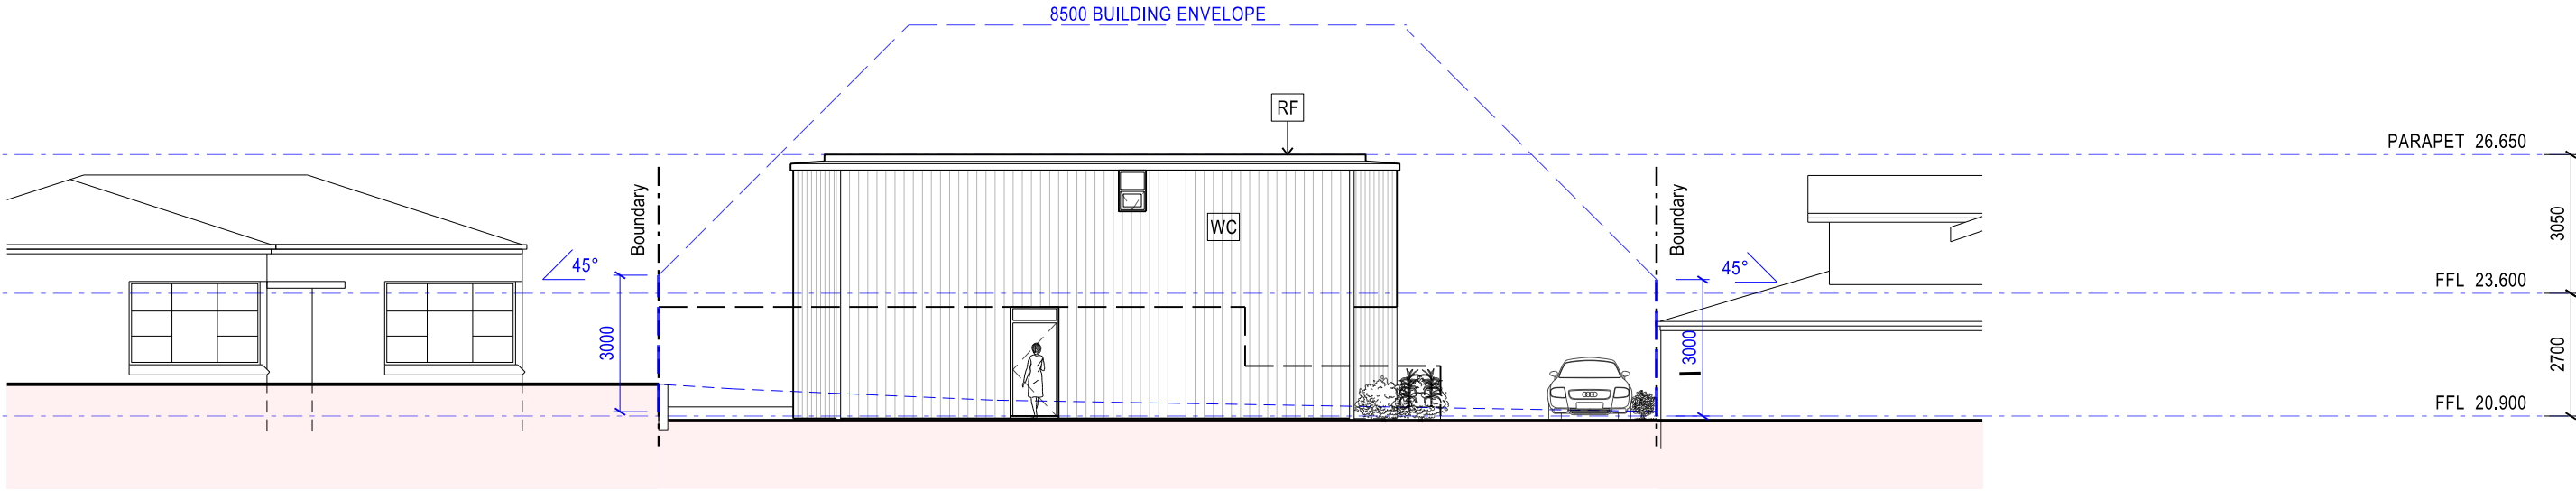 8500 BUILDING ENVELOPE
RF
PARAPET 26.650
Boundary
Boundary
WC
3050
45°
45°
FFL 23.600
3000
3000
2700
FFL 20.900